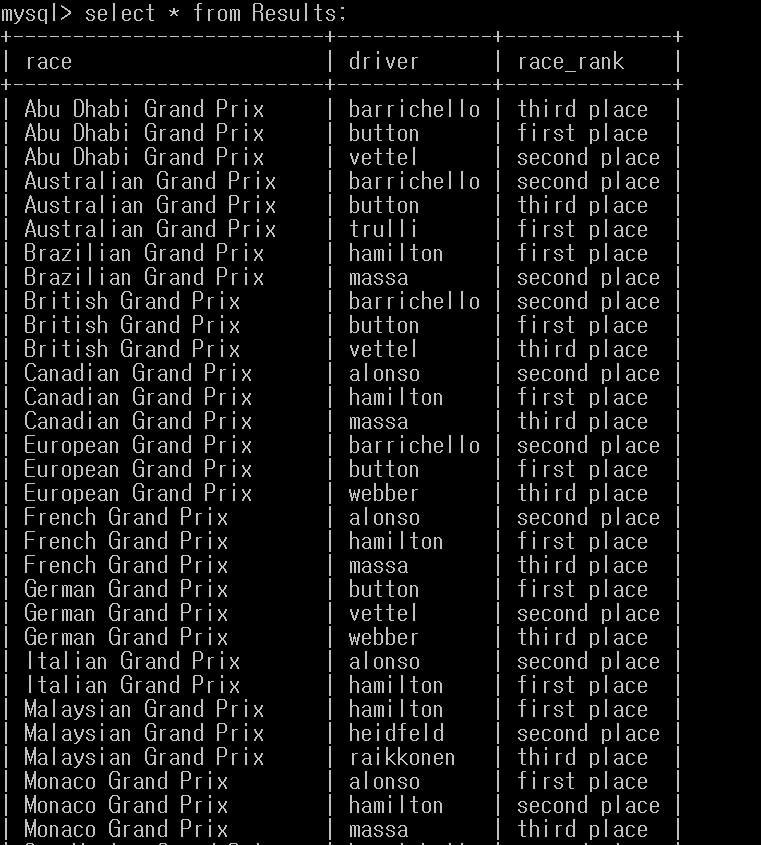 mysql> select * from Results;
+---------------------------+-------------+--------------+
| race | driver | race_rank |
+---------------------------+-------------+--------------+
| Abu Dhabi Grand Prix | barrichello | third place |
| Abu Dhabi Grand Prix | button | first place |
| Abu Dhabi Grand Prix | vettel | second place |
| Australian Grand Prix | barrichello | second place |
| Australian Grand Prix | button | third place |
| Australian Grand Prix | trulli | first place |
| Brazilian Grand Prix | hamilton | first place |
| Brazilian Grand Prix | massa | second place |
| British Grand Prix | barrichello | second place |
| British Grand Prix | button | first place |
| British Grand Prix | vettel | third place |
| Canadian Grand Prix | alonso | second place |
| Canadian Grand Prix | hamilton | first place |
| Canadian Grand Prix | massa | third place |
| European Grand Prix | barrichello | second place |
| European Grand Prix | button | first place |
| European Grand Prix | webber | third place |
| French Grand Prix | alonso | second place |
| French Grand Prix | hamilton | first place |
| French Grand Prix | massa | third place |
| German Grand Prix | button | first place |
| German Grand Prix | vettel | second place |
| German Grand Prix | webber | third place |
| Italian Grand Prix | alonso | second place |
| Italian Grand Prix | hamilton | first place |
| Malaysian Grand Prix | hamilton | first place |
| Malaysian Grand Prix | heidfeld | second place |
| Malaysian Grand Prix | raikkonen | third place |
| Monaco Grand Prix | alonso | first place |
| Monaco Grand Prix | hamilton | second place |
| Monaco Grand Prix | massa | third place |